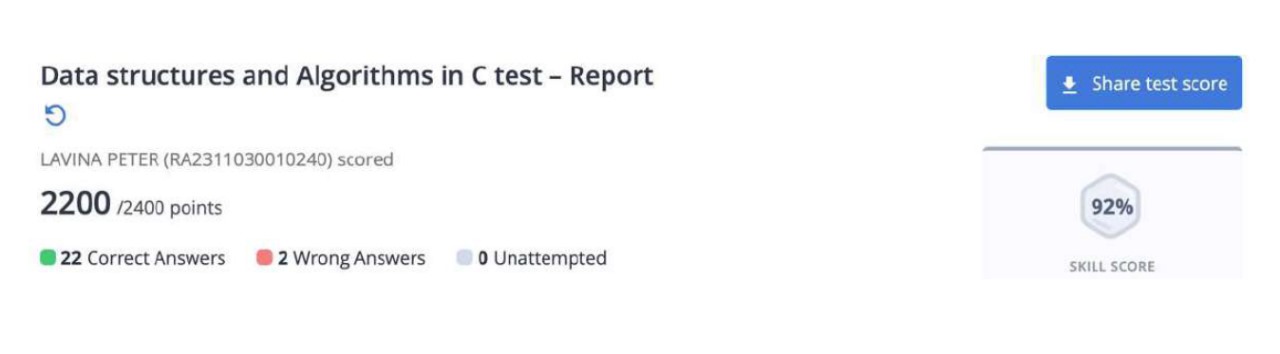 Data structures and Algorithms in C test – Report
Share test score
LAVINA PETER (RA2311030010240) scored
2200 /2400 points
92%
22 Correct Answers 2 Wrong Answers 0 Unattempted
SKILL SCORE